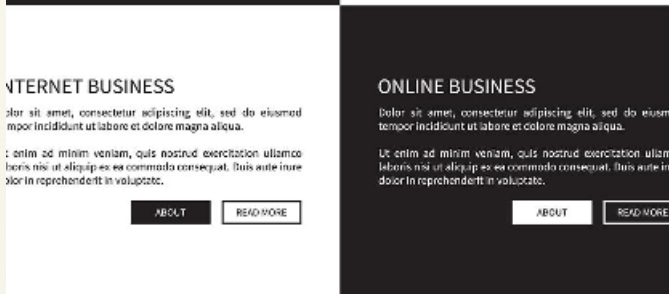 NTERNET BUSINESS
olor sit amet, consectetur adipiscing elit, sed do eiusmod
mpor incididunt ut labore et dolore magna aliqua.
enim ad minim veniam, quis nostrud exercitation ullamco
boris nisi ut aliquip ex ea commodo consequat. Duis aute irure
olor in reprehenderit in voluptate.
ABOUT
READ MORE
ONLINE BUSINESS
Dolor sit amet, consectetur adipiscing elit, sed do eiusm
tempor incididunt ut labore et dolore magna aliqua.
Ut enim ad minim veniam, quis nostrud exercitation ullam
laboris nisi ut aliquip ex ea commodo consequat. Duis aute
dolor in reprehenderit in voluptate.
ABOUT
READ MORE